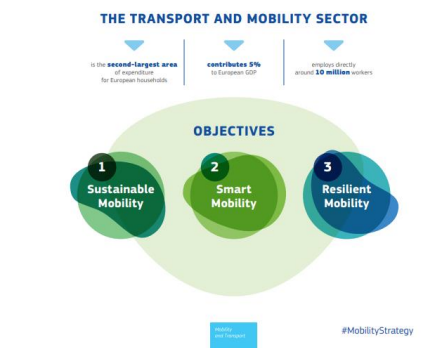 THE TRANSPORT AND MOBILITY SECTOR
is the second-largest area
of expenditure
for European households
contributes 5%
to European GDP
employs directly
around 10 million workers
OBJECTIVES
1
Sustainable
Mobility
2
Smart
Mobility
3
Resilient
Mobility
Mobility
and Transport
#MobilityStrategy